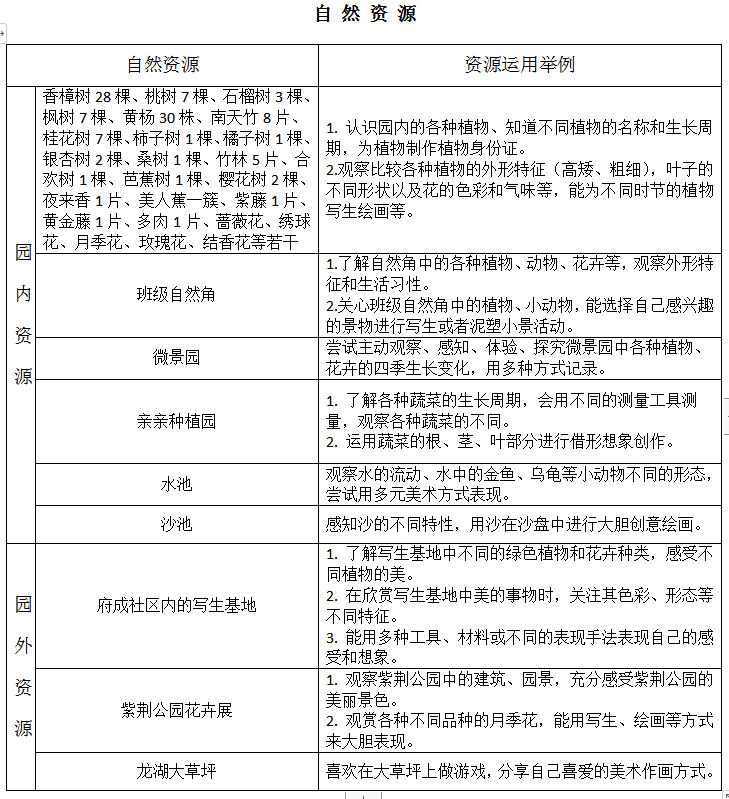 自 然 资 源
自然资源
资源运用举例
园内资源
香樟树 28 棵、桃树 7 棵、石榴树 3 棵、
枫树 7 棵、黄杨 30 株、南天竹 8 片、
桂花树 7 棵、柿子树 1 棵、橘子树 1 棵、
银杏树 2 棵、桑树 1 棵、竹林 5 片、合
欢树 1 棵、芭蕉树 1 棵、樱花树 2 棵、
夜来香 1 片、美人蕉一簇、紫藤 1 片、
黄金藤 1 片、多肉 1 片、蔷薇花、绣球
花、月季花、玫瑰花、结香花等若干
1. 认识园内的各种植物、知道不同植物的名称和生长周
期，为植物制作植物身份证。
2.观察比较各种植物的外形特征（高矮、粗细），叶子的
不同形状以及花的色彩和气味等，能为不同时节的植物
写生绘画等。
班级自然角
1.了解自然角中的各种植物、动物、花卉等，观察外形特
征和生活习性。
2.关心班级自然角中的植物、小动物，能选择自己感兴趣
的景物进行写生或者泥塑小景活动。
微景园
尝试主动观察、感知、体验、探究微景园中各种植物、
花卉的四季生长变化，用多种方式记录。
亲亲种植园
1. 了解各种蔬菜的生长周期，会用不同的测量工具测
量，观察各种蔬菜的不同。
2. 运用蔬菜的根、茎、叶部分进行借形想象创作。
水池
观察水的流动、水中的金鱼、乌龟等小动物不同的形态，
尝试用多元美术方式表现。
沙池
感知沙的不同特性，用沙在沙盘中进行大胆创意绘画。
园外资源
府成社区内的写生基地
1. 了解写生基地中不同的绿色植物和花卉种类，感受不
同植物的美。
2. 在欣赏写生基地中美的事物时，关注其色彩、形态等
不同特征。
3. 能用多种工具、材料或不同的表现手法表现自己的感
受和想象。
紫荆公园花卉展
1. 观察紫荆公园中的建筑、园景，充分感受紫荆公园的
美丽景色。
2. 观赏各种不同品种的月季花，能用写生、绘画等方式
来大胆表现。
龙湖大草坪
喜欢在大草坪上做游戏，分享自己喜爱的美术作画方式。